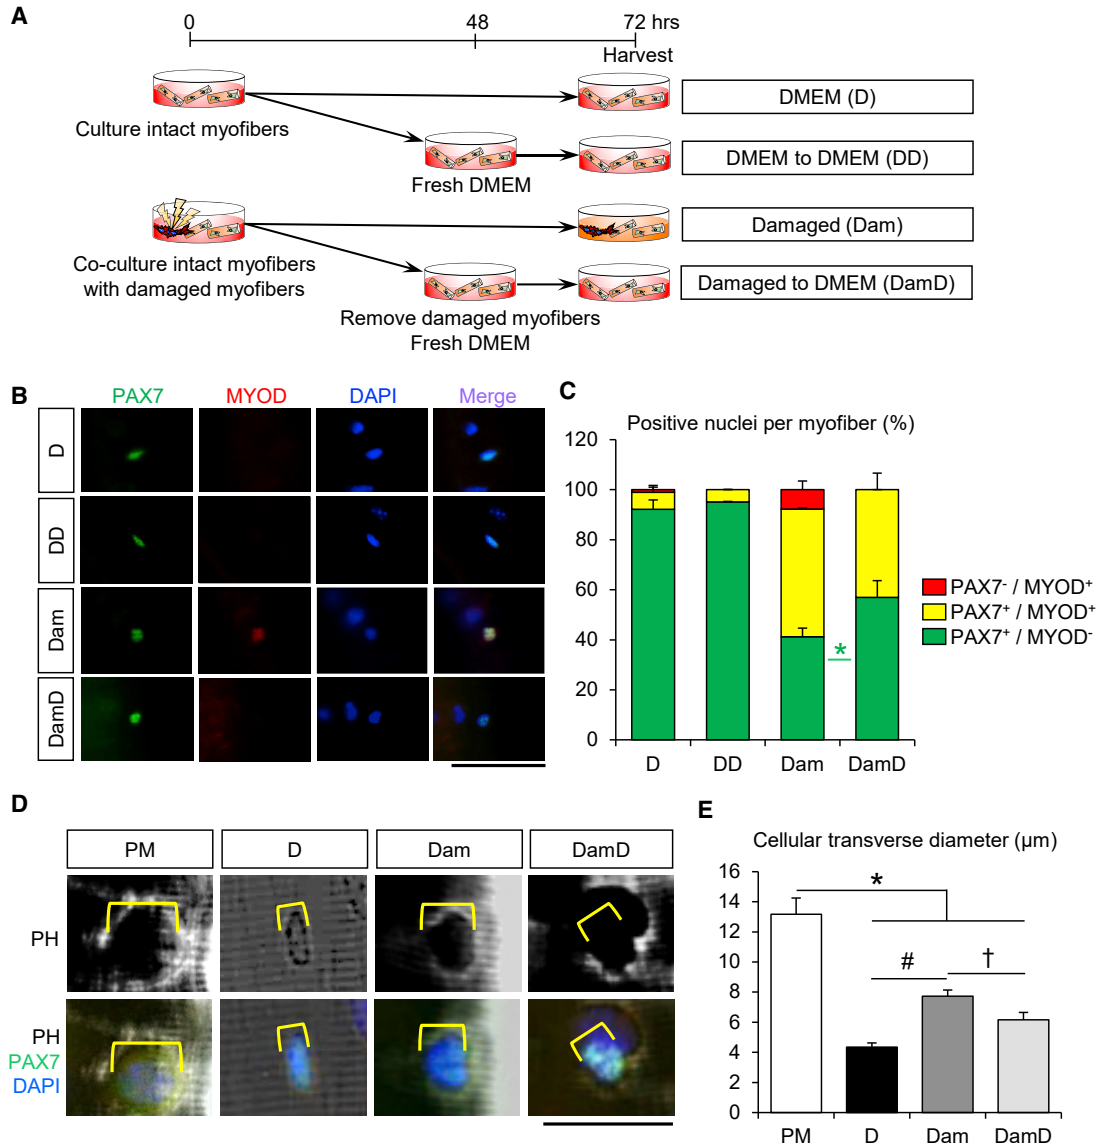 A
0 48 72 hrs
Harvest
Culture intact myofibers
DMEM (D)
Fresh DMEM
DMEM to DMEM (DD)
Co-culture intact myofibers
with damaged myofibers
Damaged (Dam)
Remove damaged myofibers
Fresh DMEM
Damaged to DMEM (DamD)
B
PAX7 MYOD DAPI Merge
D
DD
Dam
DamD
C
Positive nuclei per myofiber (%)
120
100
80
60
40
20
0
*
D DD Dam DamD
PAX7⁻ / MYOD⁺
PAX7⁺ / MYOD⁺
PAX7⁺ / MYOD⁻
D
PM D Dam DamD
PH
PH
PAX7
DAPI
E
Cellular transverse diameter (µm)
16
14
12
10
8
6
4
2
0
*
# †
PM D Dam DamD